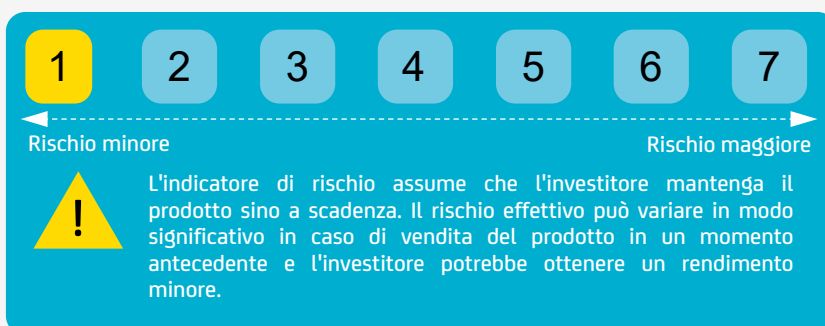 1 2 3 4 5 6 7
Rischio minore Rischio maggiore
! L'indicatore di rischio assume che l'investitore mantenga il
prodotto sino a scadenza. Il rischio effettivo può variare in modo
significativo in caso di vendita del prodotto in un momento
antecedente e l'investitore potrebbe ottenere un rendimento
minore.